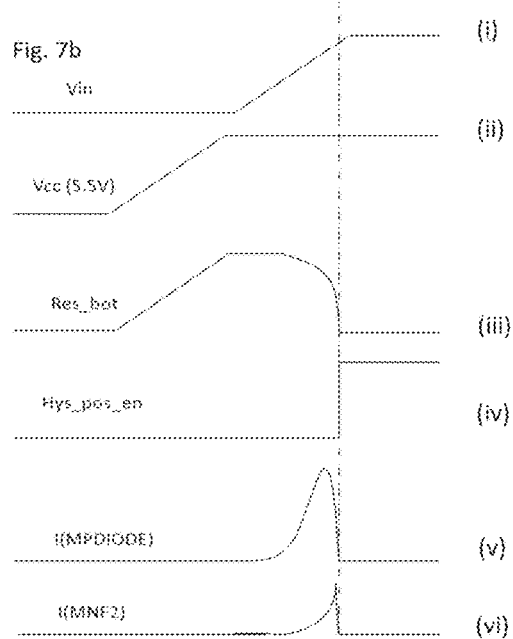 (i)
Fig. 7b
Vin
(ii)
Vcc (5.5V)
Res_bot
(iii)
Hys_pos_en
(iv)
I(MPDIODE)
(v)
I(MNF2)
(vi)